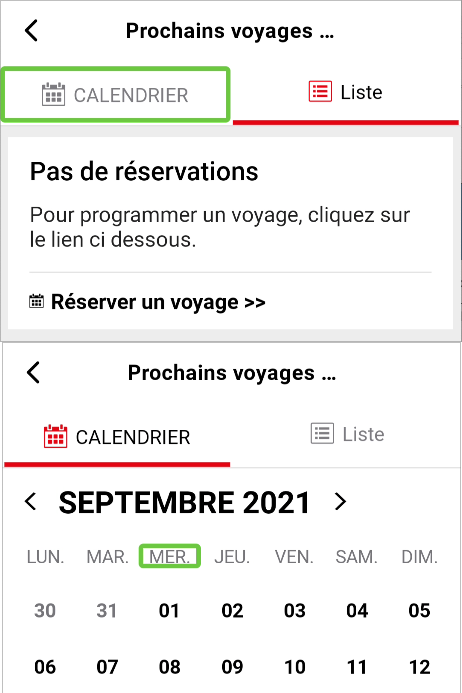 Prochains voyages ...
CALENDRIER
Liste
Pas de réservations
Pour programmer un voyage, cliquez sur
le lien ci dessous.
Réserver un voyage >>
Prochains voyages ...
CALENDRIER
Liste
SEPTEMBRE 2021
LUN. MAR. MER. JEU. VEN. SAM. DIM.
30 31 01 02 03 04 05
06 07 08 09 10 11 12